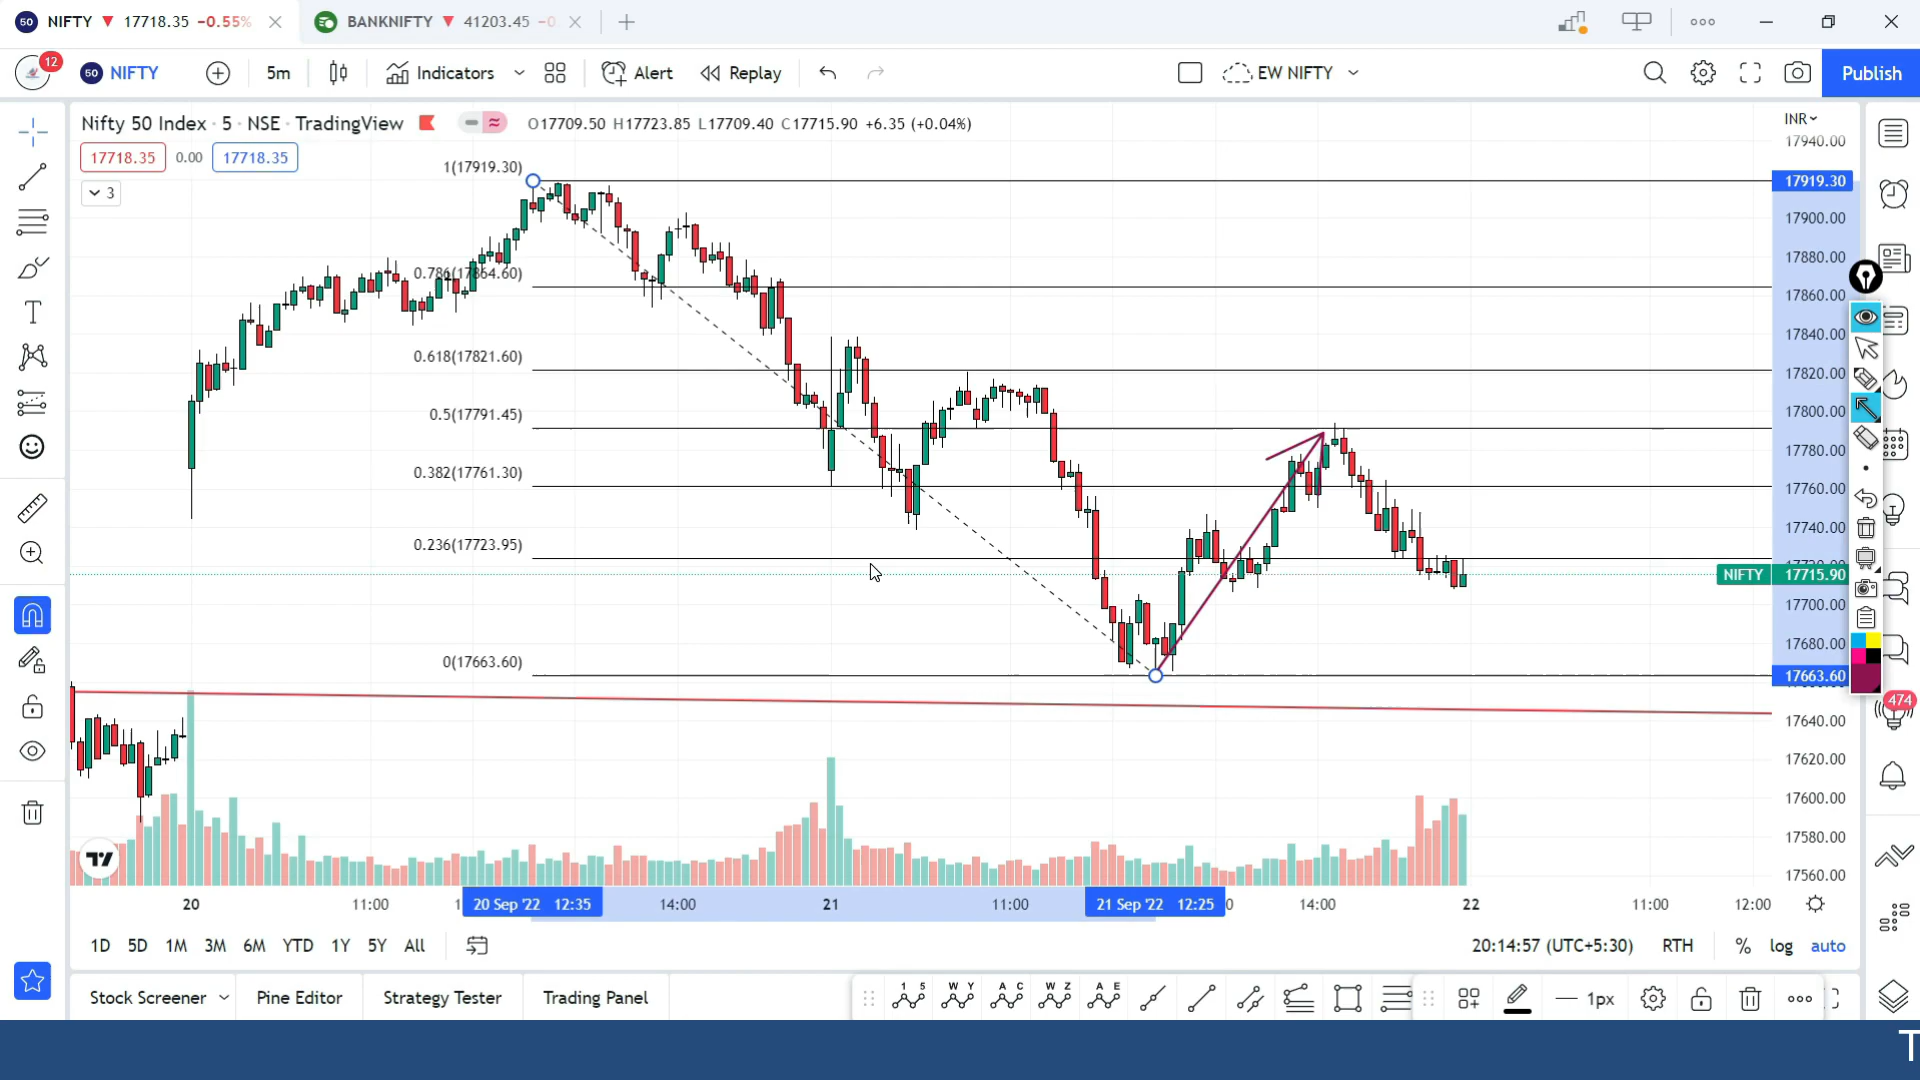 50 NIFTY ▼ 17718.35 −0.55%
BANKNIFTY ▼ 41203.45 −0
12
50 NIFTY
5m
Indicators
Alert
Replay
EW NIFTY
Publish
Nifty 50 Index · 5 · NSE · TradingView
O17709.50 H17723.85 L17709.40 C17715.90 +6.35 (+0.04%)
INR
17718.35 0.00 17718.35
3
1(17919.30)
0.786(17864.60)
0.618(17821.60)
0.5(17791.45)
0.382(17761.30)
0.236(17723.95)
0(17663.60)
17940.00
17919.30
17900.00
17880.00
17860.00
17840.00
17820.00
17800.00
17780.00
17760.00
17740.00
NIFTY 17715.90
17700.00
17680.00
17663.60
17640.00
17620.00
17600.00
17580.00
17560.00
474
20 11:00 1 20 Sep '22 12:35 14:00 21 11:00 21 Sep '22 12:25 0 14:00 22 11:00 12:00
1D 5D 1M 3M 6M YTD 1Y 5Y All
20:14:57 (UTC+5:30) RTH % log auto
Stock Screener
Pine Editor
Strategy Tester
Trading Panel
1 5
W Y
A C
W Z
A E
1px
T